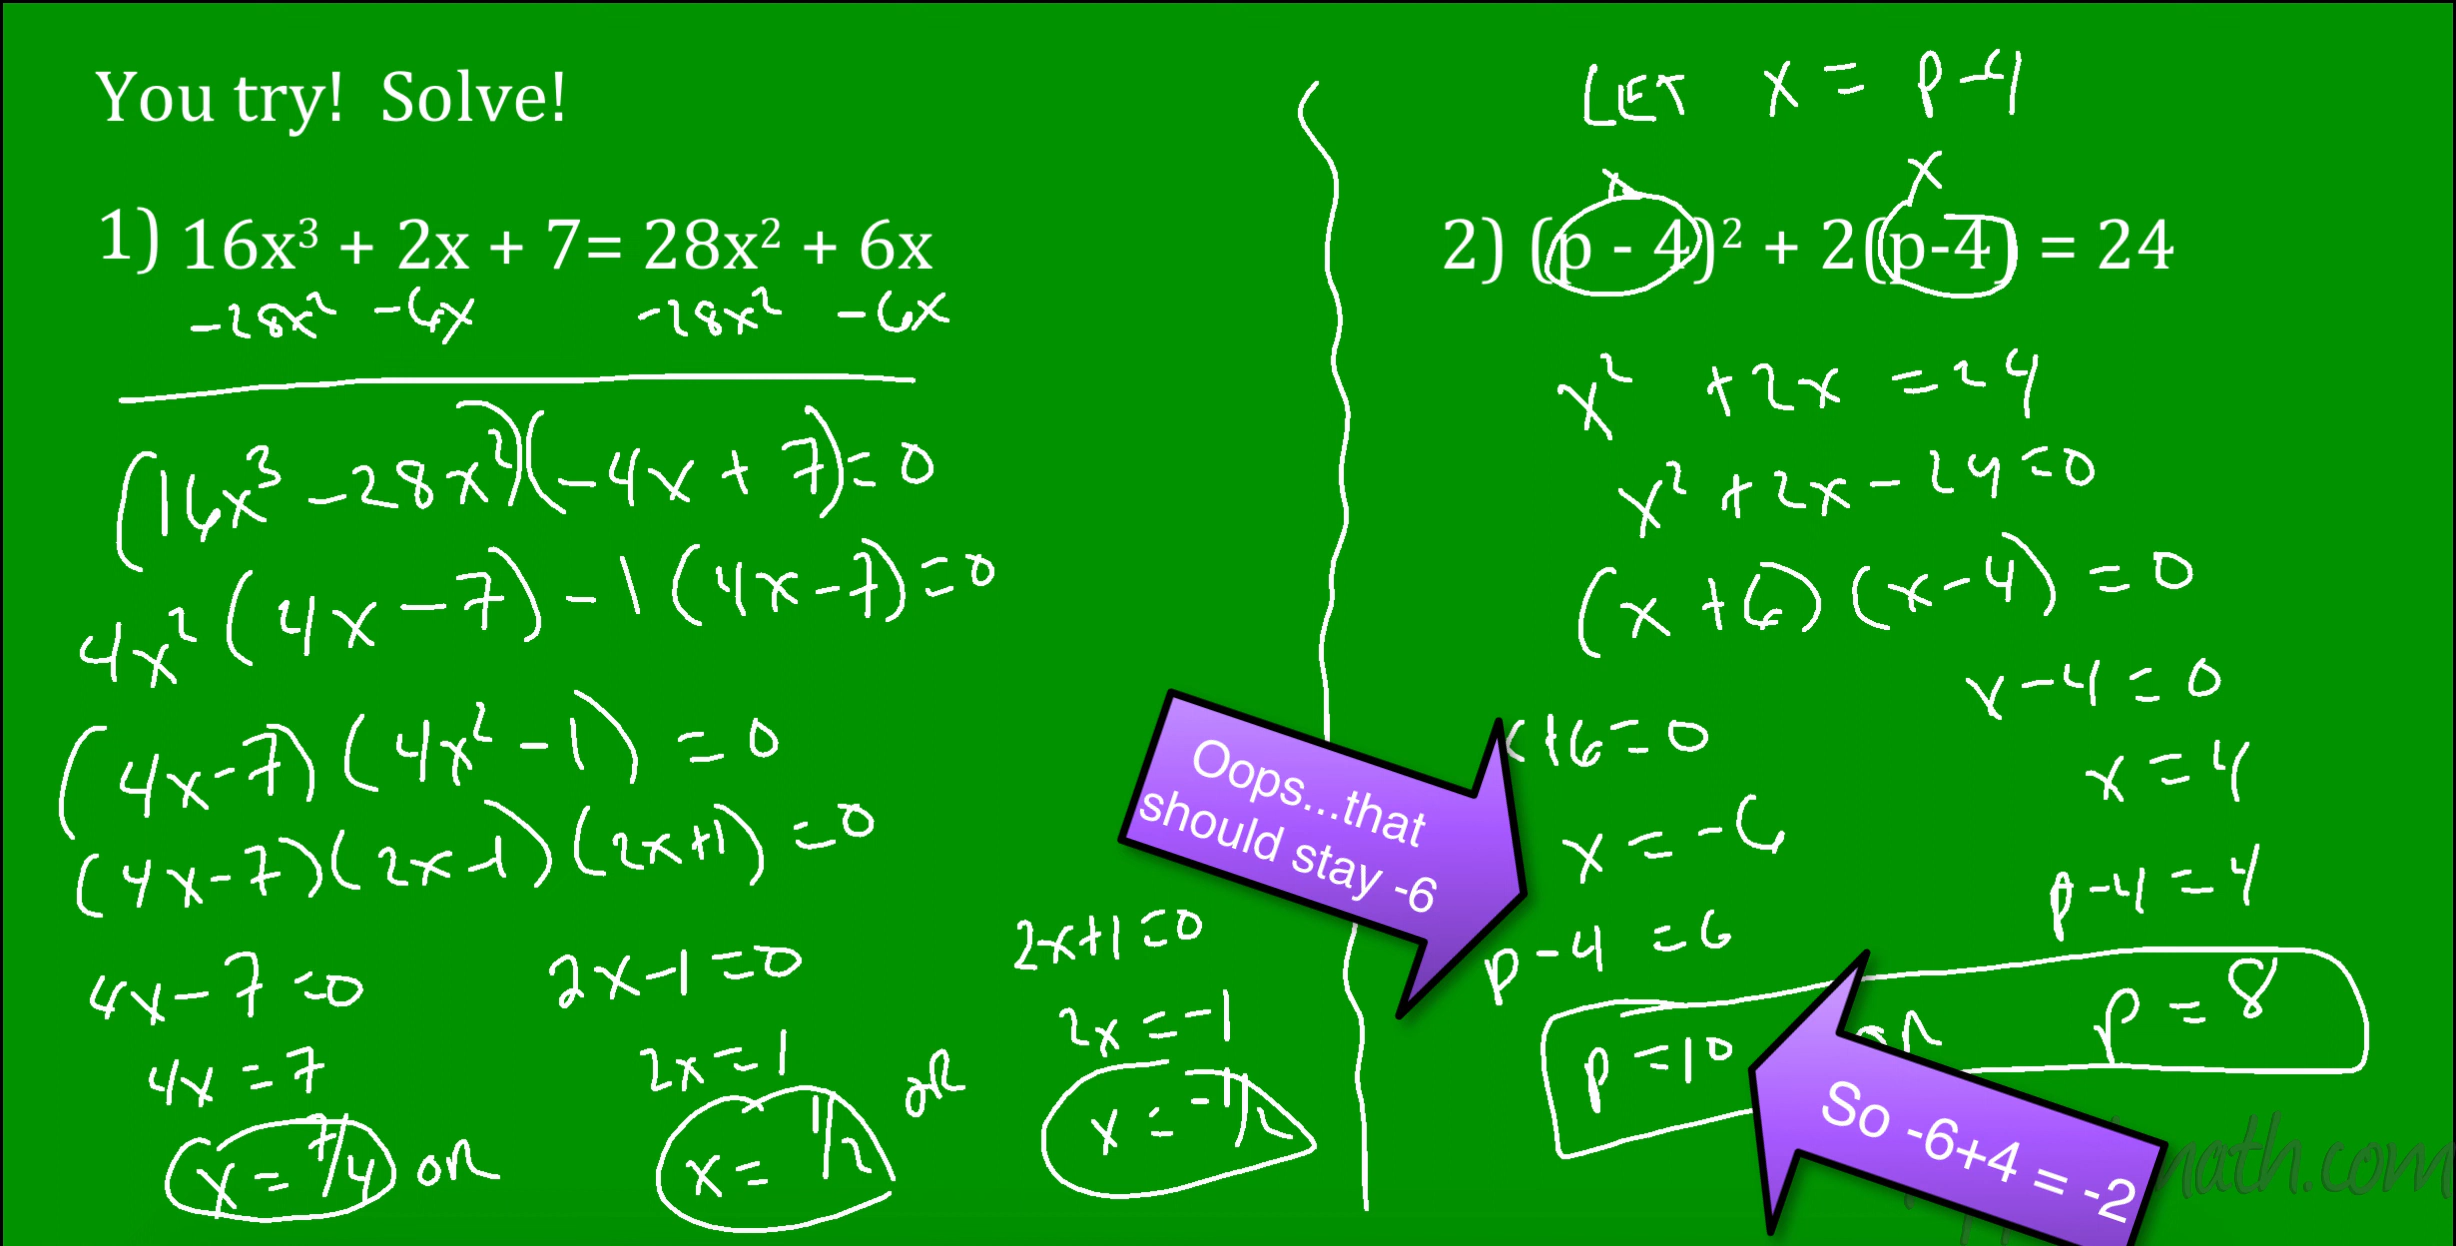 You try! Solve!
1) 16x³ + 2x + 7= 28x² + 6x
-28x² -6x -28x² -6x
(16x³ -28x²)(-4x + 7)=0
4x²(4x-7)-1(4x-7)=0
(4x-7)(4x²-1)=0
(4x-7)(2x-1)(2x+1)=0
4x-7=0
4x=7
x=7/4 OR
2x-1=0
2x=1
x=1/2
OR
2x+1=0
2x=-1
x=-1/2
LET x = p-4
x x
2) (p - 4)² + 2(p-4) = 24
x² +2x =24
x² +2x-24=0
(x+6)(x-4)=0
x+6=0
x=-6
p-4=6
p=10 OR
x-4=0
x=4
p-4=4
p=8
Oops...that
should stay -6
So -6+4 = -2
math.com